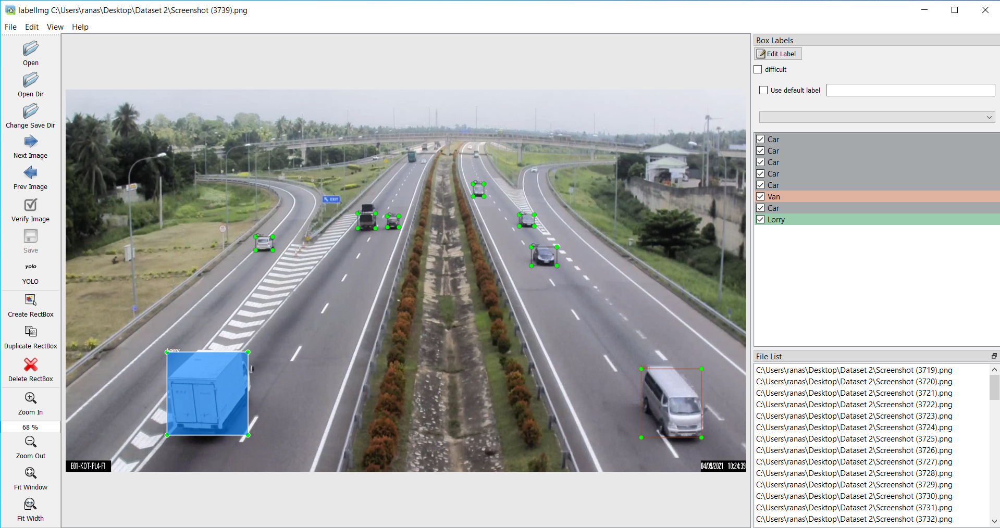 labelImg C:\Users\ranas\Desktop\Dataset 2\Screenshot (3739).png
File Edit View Help
Open
Open Dir
Change Save Dir
Next Image
Prev Image
Verify Image
Save
yolo
YOLO
Create RectBox
Duplicate RectBox
Delete RectBox
Zoom In
68 %
Zoom Out
Fit Window
Fit Width
Car
Car
Car
EXIT
Car
Car
Car
Lorry
E01-KOT-PL4-F1
04/09/2021 10:24:39
Box Labels
Edit Label
difficult
Use default label
Car
Car
Car
Car
Car
Van
Car
Lorry
File List
C:\Users\ranas\Desktop\Dataset 2\Screenshot (3719).png
C:\Users\ranas\Desktop\Dataset 2\Screenshot (3720).png
C:\Users\ranas\Desktop\Dataset 2\Screenshot (3721).png
C:\Users\ranas\Desktop\Dataset 2\Screenshot (3722).png
C:\Users\ranas\Desktop\Dataset 2\Screenshot (3723).png
C:\Users\ranas\Desktop\Dataset 2\Screenshot (3724).png
C:\Users\ranas\Desktop\Dataset 2\Screenshot (3725).png
C:\Users\ranas\Desktop\Dataset 2\Screenshot (3726).png
C:\Users\ranas\Desktop\Dataset 2\Screenshot (3727).png
C:\Users\ranas\Desktop\Dataset 2\Screenshot (3728).png
C:\Users\ranas\Desktop\Dataset 2\Screenshot (3729).png
C:\Users\ranas\Desktop\Dataset 2\Screenshot (3730).png
C:\Users\ranas\Desktop\Dataset 2\Screenshot (3731).png
C:\Users\ranas\Desktop\Dataset 2\Screenshot (3732).png